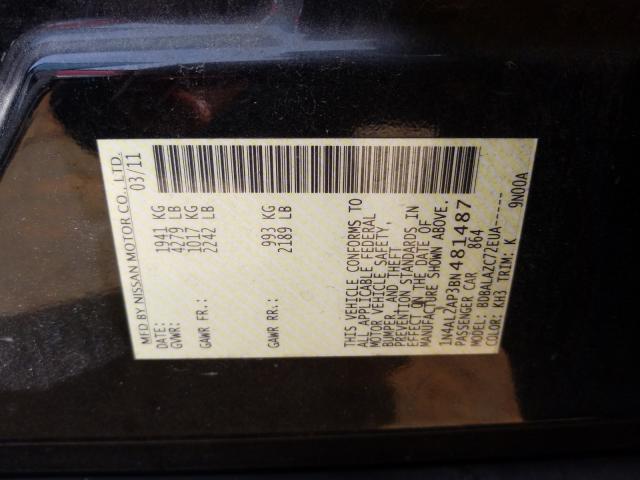 MFD BY NISSAN MOTOR CO., LTD.
DATE: 03/11
GVWR: 1941 KG
4279 LB
GAWR FR: 1017 KG
2242 LB
GAWR RR: 993 KG
2189 LB
THIS VEHICLE CONFORMS TO
ALL APPLICABLE FEDERAL
MOTOR VEHICLE SAFETY,
BUMPER, AND THEFT
PREVENTION STANDARDS IN
EFFECT ON THE DATE OF
MANUFACTURE SHOWN ABOVE.
1N4AL2AP3BN481487
PASSENGER CAR 864
MODEL: BDBALAZC72EUA-----
COLOR: KH3 TRIM: K 9N00A